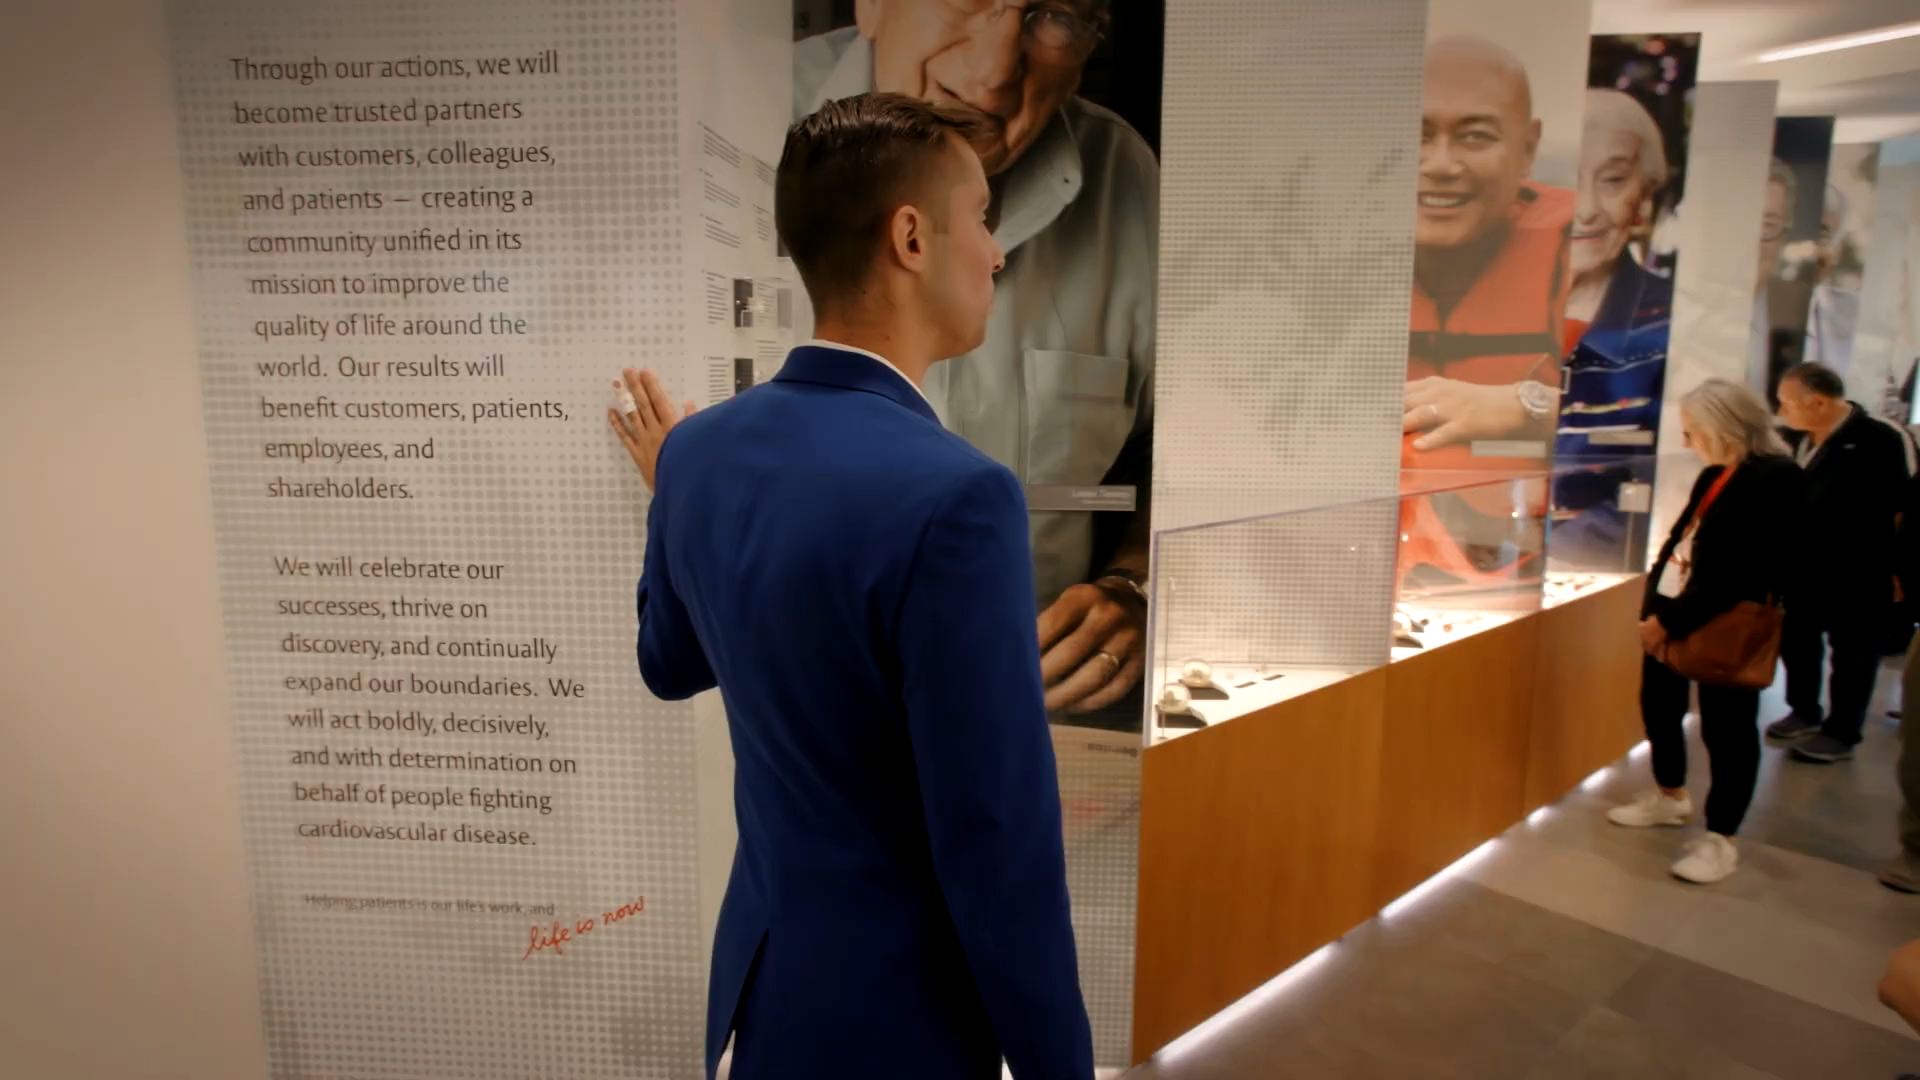 Through our actions, we will
become trusted partners
with customers, colleagues,
and patients — creating a
community unified in its
mission to improve the
quality of life around the
world. Our results will
benefit customers, patients,
employees, and
shareholders.
We will celebrate our
successes, thrive on
discovery, and continually
expand our boundaries. We
will act boldly, decisively,
and with determination on
behalf of people fighting
cardiovascular disease.
Helping patients is our life's work, and
life is now